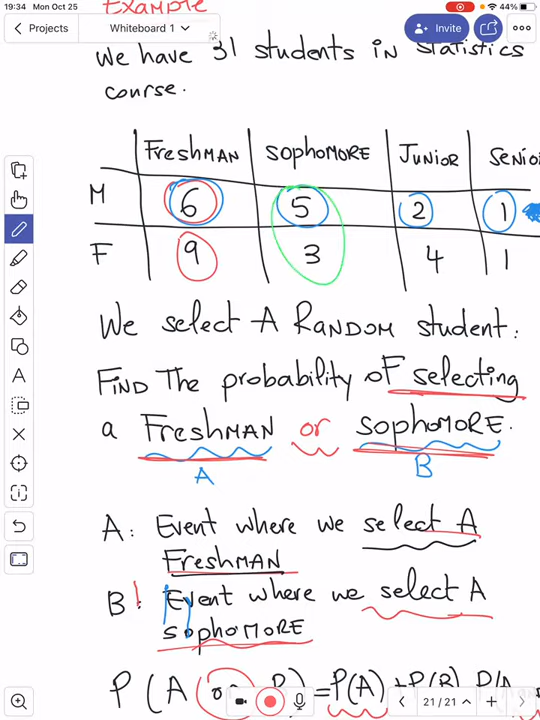 19:34 Mon Oct 25
44%
Example
Projects
Whiteboard 1
Invite
We have 31 students in Statistics
course.
Freshman Sophomore Junior Senio
M 6 5 2 1
F 9 3 4 1
We select A Random student:
Find The probability of selecting
a Freshman or sophomore.
A B
A: Event where we select A
Freshman
B: Event where we select A
sophomore
P(A or B) = P(A) + P(B) P(A
21/21